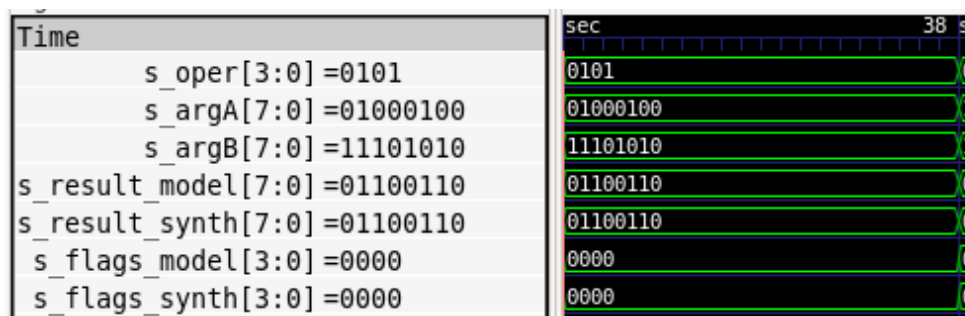 Time sec 38
s_oper[3:0]=0101 0101
s_argA[7:0]=01000100 01000100
s_argB[7:0]=11101010 11101010
s_result_model[7:0]=01100110 01100110
s_result_synth[7:0]=01100110 01100110
s_flags_model[3:0]=0000 0000
s_flags_synth[3:0]=0000 0000